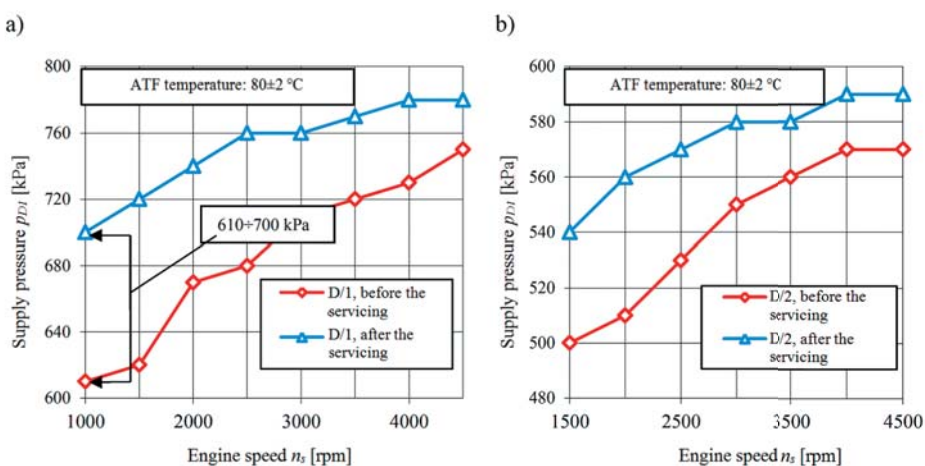 a)
b)
800
760
720
680
640
600
Supply pressure pD1 [kPa]
ATF temperature: 80±2 °C
610÷700 kPa
D/1, before the
servicing
D/1, after the
servicing
1000 2000 3000 4000
Engine speed ns [rpm]
600
580
560
540
520
500
480
Supply pressure pD1 [kPa]
ATF temperature: 80±2 °C
D/2, before the
servicing
D/2, after the
servicing
1500 2500 3500 4500
Engine speed ns [rpm]